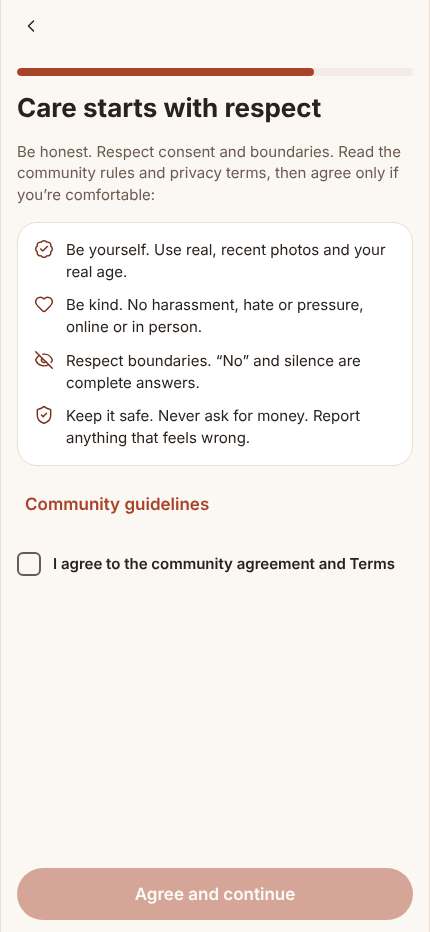 Care starts with respect
Be honest. Respect consent and boundaries. Read the
community rules and privacy terms, then agree only if
you’re comfortable:
Be yourself. Use real, recent photos and your
real age.
Be kind. No harassment, hate or pressure,
online or in person.
Respect boundaries. “No” and silence are
complete answers.
Keep it safe. Never ask for money. Report
anything that feels wrong.
Community guidelines
I agree to the community agreement and Terms
Agree and continue